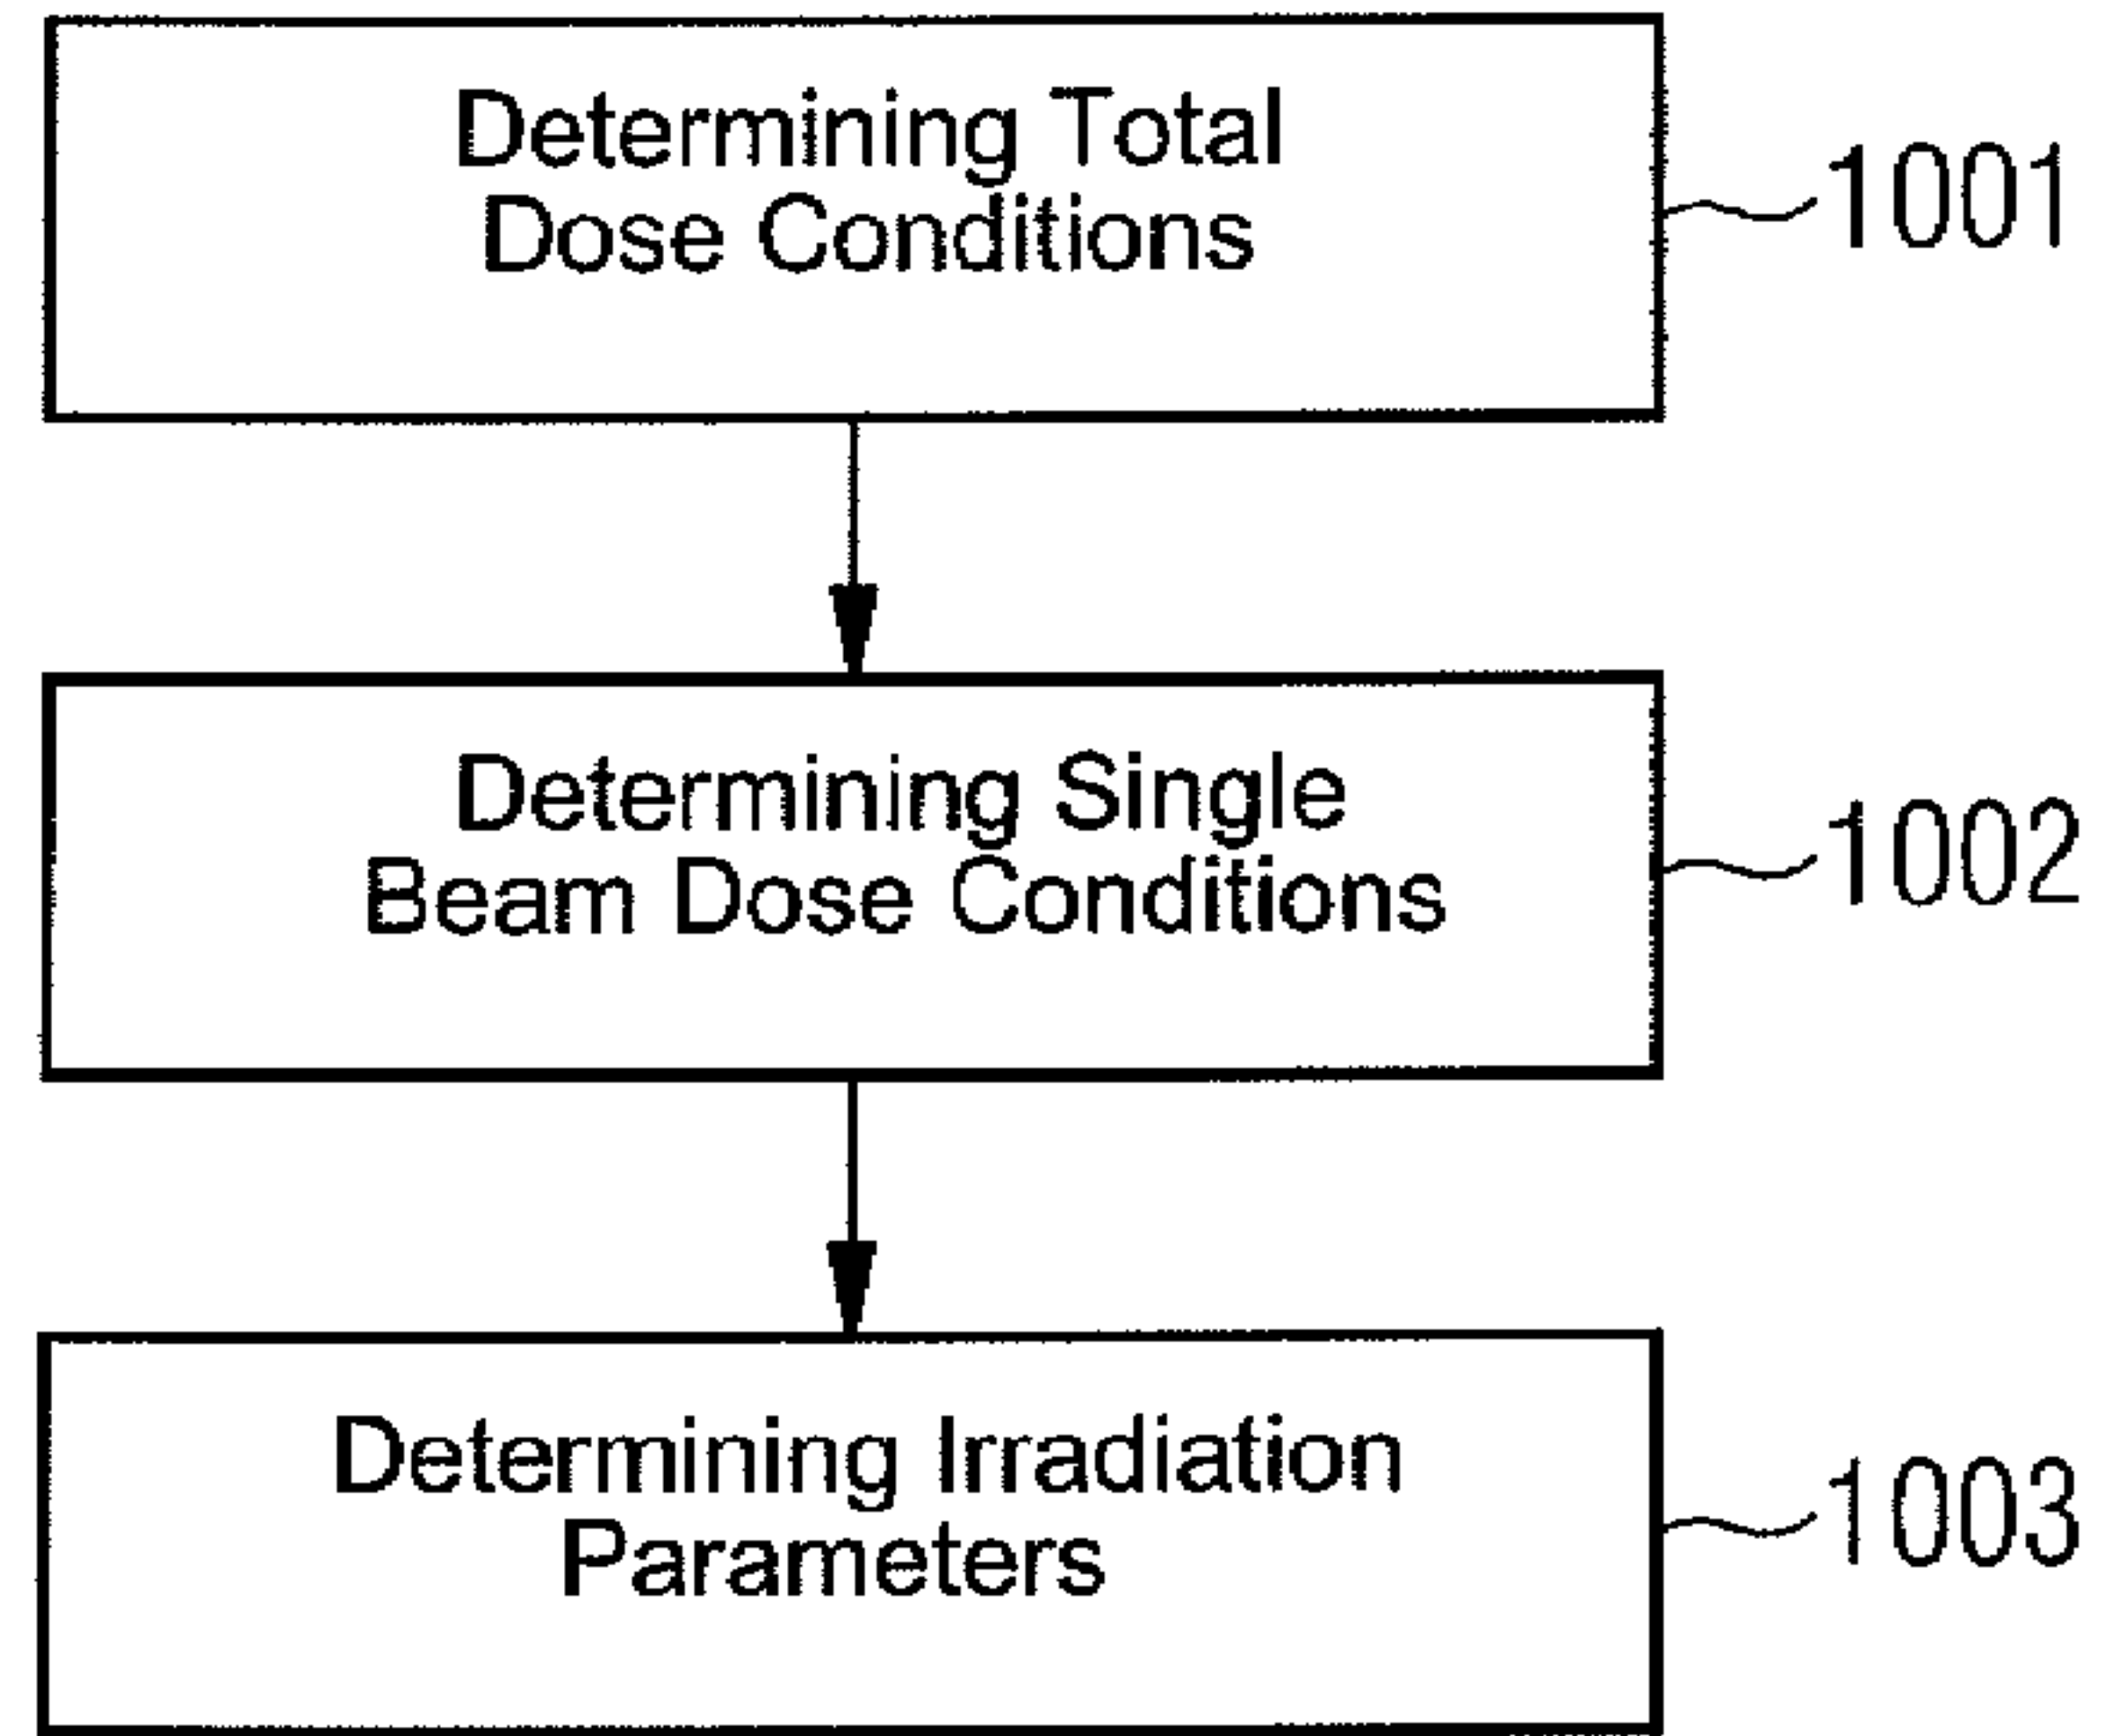 Determining Total
Dose Conditions
1001
Determining Single
Beam Dose Conditions
1002
Determining Irradiation
Parameters
1003